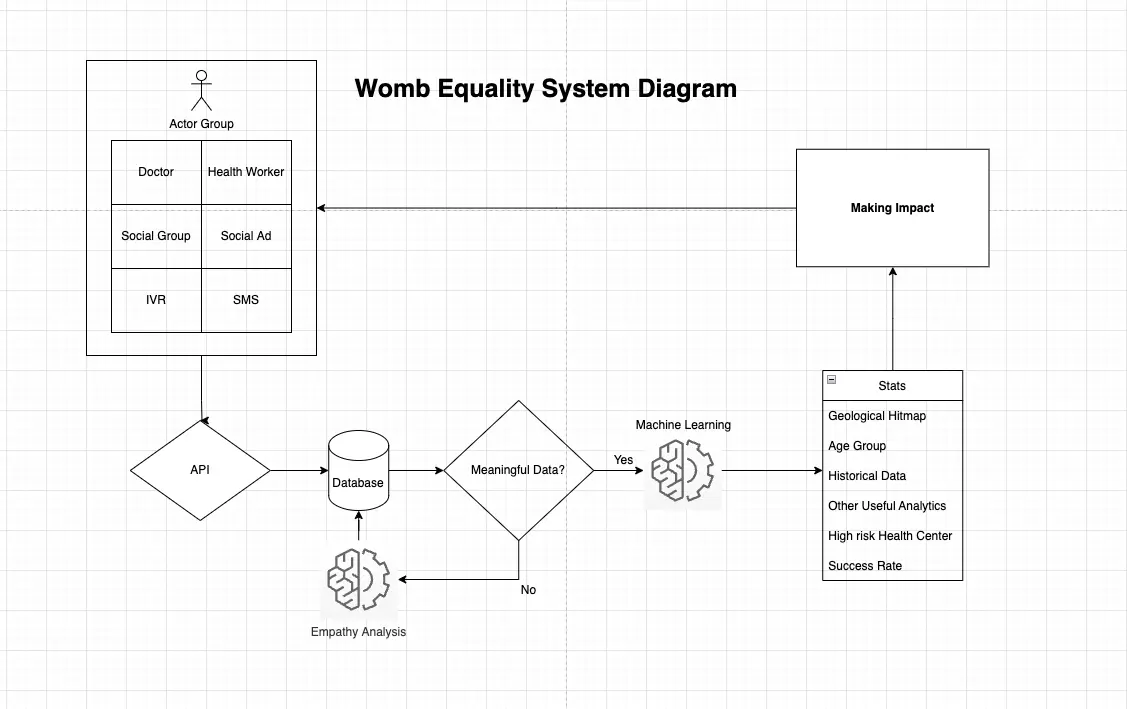 Womb Equality System Diagram
Actor Group
Doctor
Health Worker
Social Group
Social Ad
IVR
SMS
Making Impact
API
Database
Meaningful Data?
Yes
No
Machine Learning
Empathy Analysis
Stats
Geological Hitmap
Age Group
Historical Data
Other Useful Analytics
High risk Health Center
Success Rate